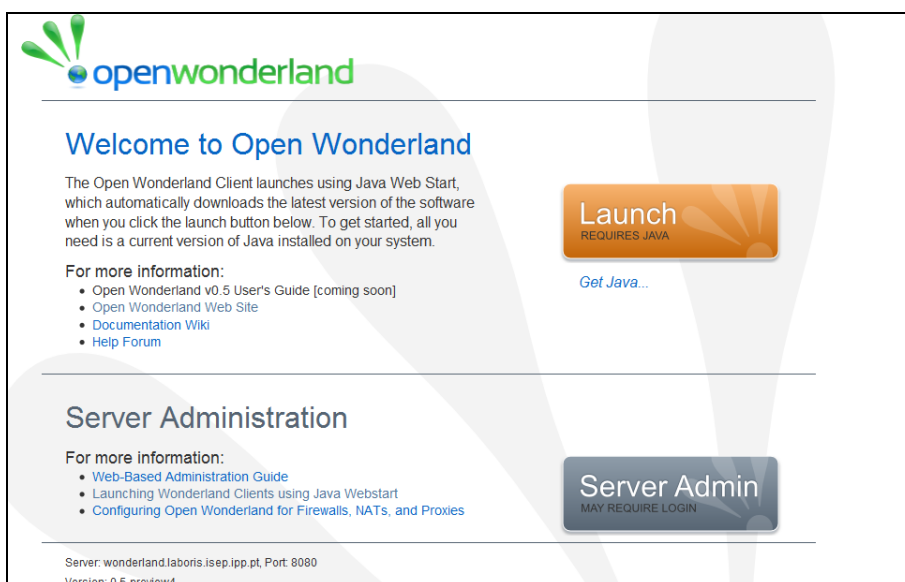 openwonderland
Welcome to Open Wonderland
The Open Wonderland Client launches using Java Web Start,
which automatically downloads the latest version of the software
when you click the launch button below. To get started, all you
need is a current version of Java installed on your system.
Launch
REQUIRES JAVA
Get Java...
For more information:
• Open Wonderland v0.5 User's Guide [coming soon]
• Open Wonderland Web Site
• Documentation Wiki
• Help Forum
Server Administration
For more information:
• Web-Based Administration Guide
• Launching Wonderland Clients using Java Webstart
• Configuring Open Wonderland for Firewalls, NATs, and Proxies
Server Admin
MAY REQUIRE LOGIN
Server: wonderland.laboris.isep.ipp.pt, Port: 8080
Version: 0.5-preview4